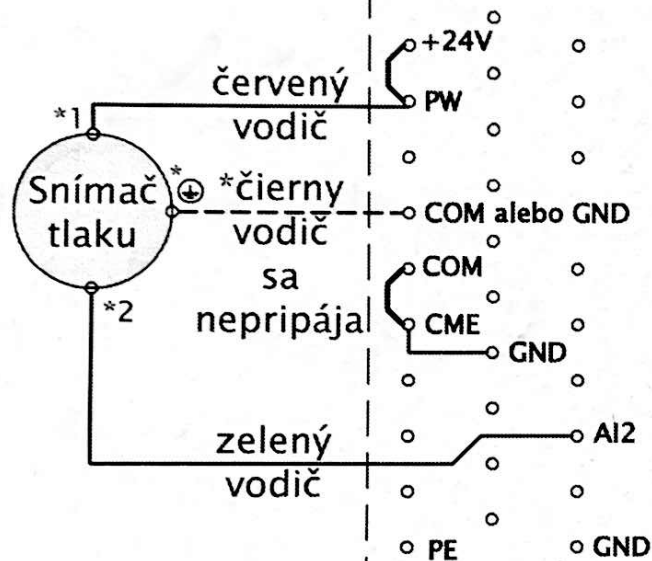 +24V
červený
vodič
PW
*1
Snímač
tlaku
*
*čierny
vodič
sa
nepripája
COM alebo GND
COM
CME
GND
*2
zelený
vodič
AI2
PE
GND